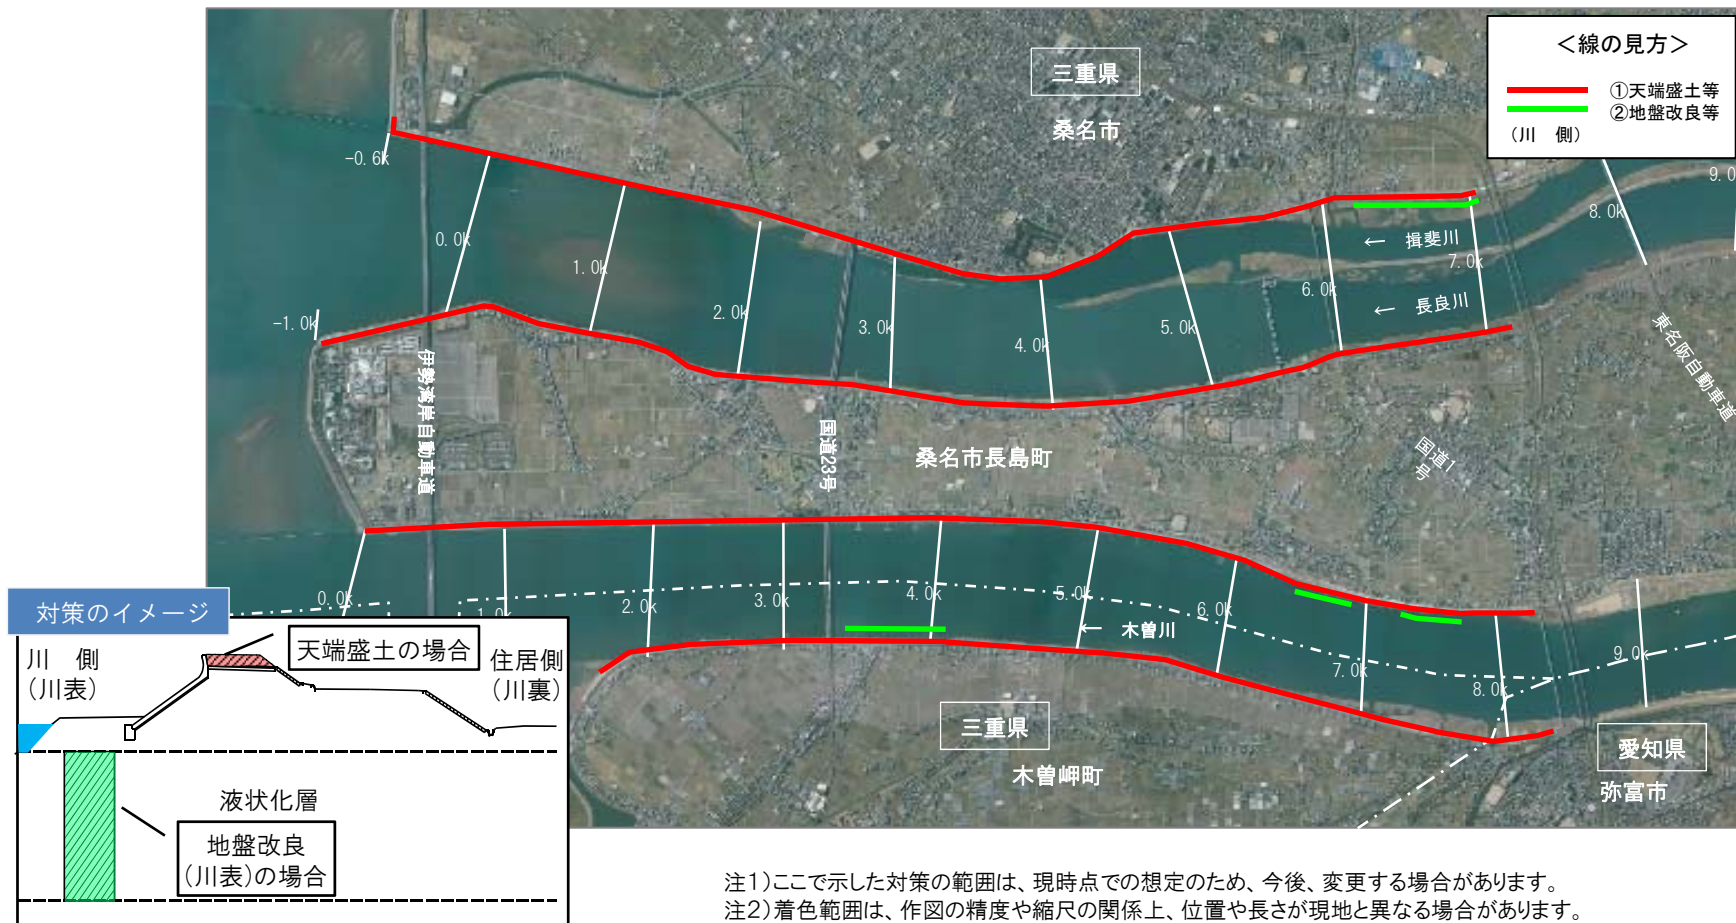 三重県
桑名市
<線の見方>
①天端盛土等
②地盤改良等
(川 側)
-0.6k
0.0k
1.0k
2.0k
3.0k
4.0k
5.0k
6.0k
7.0k
8.0k
9.0
← 揖斐川
← 長良川
-1.0k
伊勢湾岸自動車道
国道23号
桑名市長島町
国道1
号
東名阪自動車道
0.0k
1.0k
2.0k
3.0k
4.0k
5.0k
6.0k
7.0k
8.0k
9.0k
← 木曽川
三重県
木曽岬町
愛知県
弥富市
対策のイメージ
川 側
(川表)
天端盛土の場合
住居側
(川裏)
液状化層
地盤改良
(川表)の場合
注1)ここで示した対策の範囲は、現時点での想定のため、今後、変更する場合があります。
注2)着色範囲は、作図の精度や縮尺の関係上、位置や長さが現地と異なる場合があります。